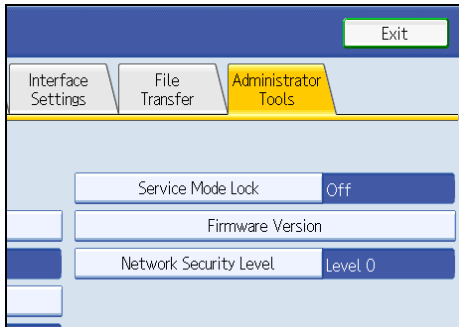 Exit
Interface
Settings
File
Transfer
Administrator
Tools
Service Mode Lock Off
Firmware Version
Network Security Level Level 0